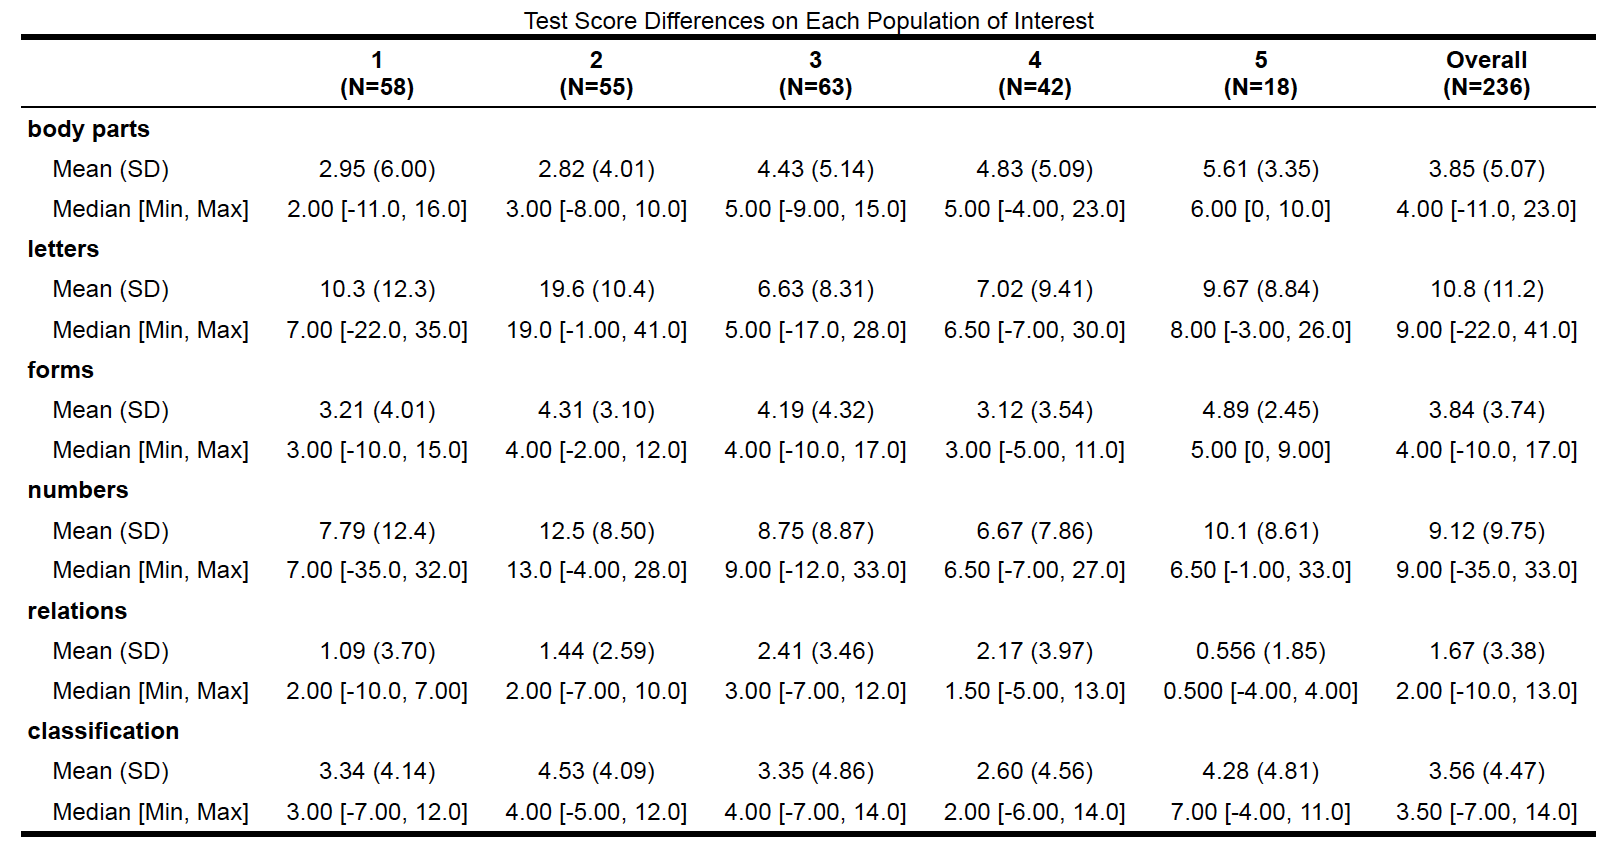 Test Score Differences on Each Population of Interest
1 2 3 4 5 Overall
(N=58) (N=55) (N=63) (N=42) (N=18) (N=236)
body parts
Mean (SD) 2.95 (6.00) 2.82 (4.01) 4.43 (5.14) 4.83 (5.09) 5.61 (3.35) 3.85 (5.07)
Median [Min, Max] 2.00 [-11.0, 16.0] 3.00 [-8.00, 10.0] 5.00 [-9.00, 15.0] 5.00 [-4.00, 23.0] 6.00 [0, 10.0] 4.00 [-11.0, 23.0]
letters
Mean (SD) 10.3 (12.3) 19.6 (10.4) 6.63 (8.31) 7.02 (9.41) 9.67 (8.84) 10.8 (11.2)
Median [Min, Max] 7.00 [-22.0, 35.0] 19.0 [-1.00, 41.0] 5.00 [-17.0, 28.0] 6.50 [-7.00, 30.0] 8.00 [-3.00, 26.0] 9.00 [-22.0, 41.0]
forms
Mean (SD) 3.21 (4.01) 4.31 (3.10) 4.19 (4.32) 3.12 (3.54) 4.89 (2.45) 3.84 (3.74)
Median [Min, Max] 3.00 [-10.0, 15.0] 4.00 [-2.00, 12.0] 4.00 [-10.0, 17.0] 3.00 [-5.00, 11.0] 5.00 [0, 9.00] 4.00 [-10.0, 17.0]
numbers
Mean (SD) 7.79 (12.4) 12.5 (8.50) 8.75 (8.87) 6.67 (7.86) 10.1 (8.61) 9.12 (9.75)
Median [Min, Max] 7.00 [-35.0, 32.0] 13.0 [-4.00, 28.0] 9.00 [-12.0, 33.0] 6.50 [-7.00, 27.0] 6.50 [-1.00, 33.0] 9.00 [-35.0, 33.0]
relations
Mean (SD) 1.09 (3.70) 1.44 (2.59) 2.41 (3.46) 2.17 (3.97) 0.556 (1.85) 1.67 (3.38)
Median [Min, Max] 2.00 [-10.0, 7.00] 2.00 [-7.00, 10.0] 3.00 [-7.00, 12.0] 1.50 [-5.00, 13.0] 0.500 [-4.00, 4.00] 2.00 [-10.0, 13.0]
classification
Mean (SD) 3.34 (4.14) 4.53 (4.09) 3.35 (4.86) 2.60 (4.56) 4.28 (4.81) 3.56 (4.47)
Median [Min, Max] 3.00 [-7.00, 12.0] 4.00 [-5.00, 12.0] 4.00 [-7.00, 14.0] 2.00 [-6.00, 14.0] 7.00 [-4.00, 11.0] 3.50 [-7.00, 14.0]